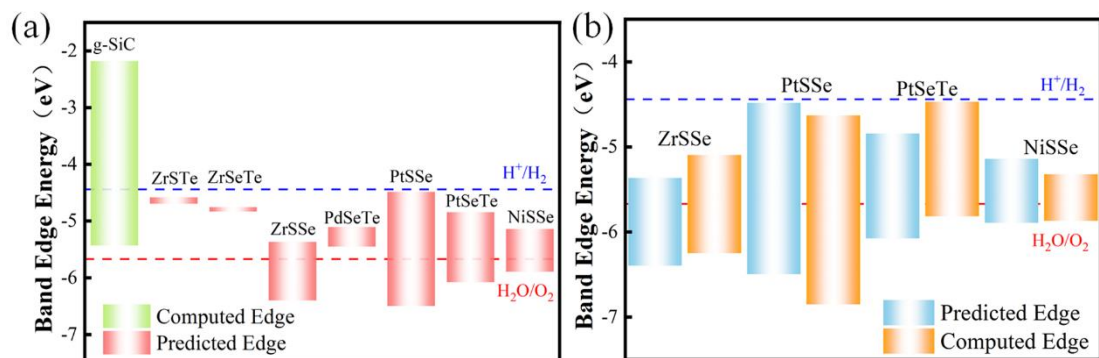 (a)
Band Edge Energy (eV)
-2
-3
-4
-5
-6
-7
g-SiC
ZrSTe
ZrSeTe
ZrSSe
PdSeTe
PtSSe
PtSeTe
NiSSe
H⁺/H₂
H₂O/O₂
Computed Edge
Predicted Edge
(b)
Band Edge Energy (eV)
-4
-5
-6
-7
ZrSSe
PtSSe
PtSeTe
NiSSe
H⁺/H₂
H₂O/O₂
Predicted Edge
Computed Edge